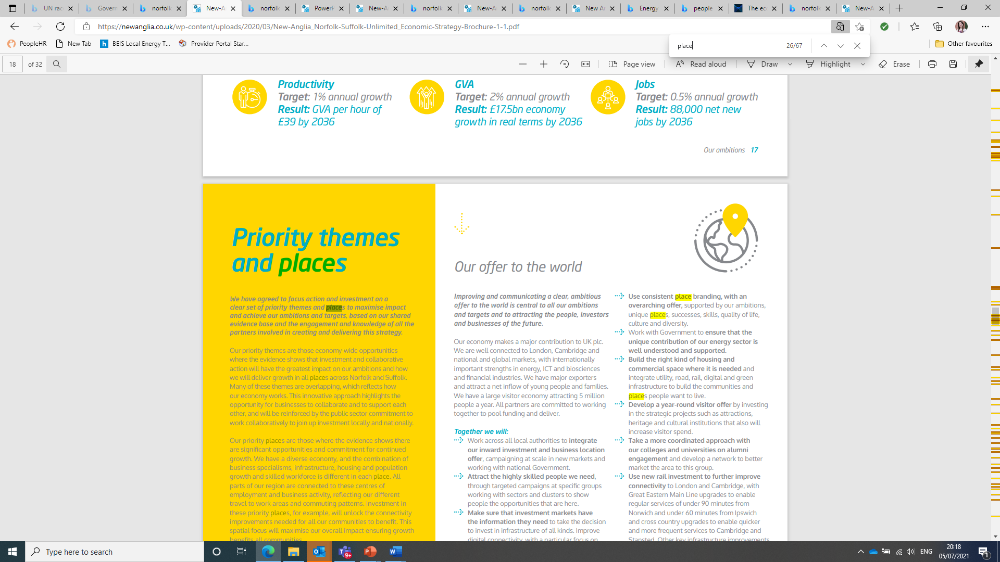 UN rac
Govern
norfolk
New-A
norfolk
PowerP
New-A
norfolk
New-A
norfolk
New Ar
Energy
people
The ecc
norfolk
New-A
https://newanglia.co.uk/wp-content/uploads/2020/03/New-Anglia_Norfolk-Suffolk-Unlimited_Economic-Strategy-Brochure-1-1.pdf
PeopleHR
New Tab
BEIS Local Energy T...
Provider Portal Star...
Other favourites
place
26/67
18 of 32
Page view
Read aloud
Draw
Highlight
Erase
Productivity
Target: 1% annual growth
Result: GVA per hour of
£39 by 2036
GVA
Target: 2% annual growth
Result: £17.5bn economy
growth in real terms by 2036
Jobs
Target: 0.5% annual growth
Result: 88,000 net new
jobs by 2036
Our ambitions 17
Priority themes
and places
We have agreed to focus action and investment on a
clear set of priority themes and places to maximise impact
and achieve our ambitions and targets, based on our shared
evidence base and the engagement and knowledge of all the
partners involved in creating and delivering this strategy.
Our priority themes are those economy-wide opportunities
where the evidence shows that investment and collaborative
action will have the greatest impact on our ambitions and how
we will deliver growth in all places across Norfolk and Suffolk.
Many of these themes are overlapping, which reflects how
our economy works. This innovative approach highlights the
opportunity for businesses to collaborate and to support each
other, and will be reinforced by the public sector commitment to
work collaboratively to join up investment locally and nationally.
Our priority places are those where the evidence shows there
are significant opportunities and commitment for continued
growth. We have a diverse economy, and the combination of
business specialisms, infrastructure, housing and population
growth and skilled workforce is different in each place. All
parts of our region are connected to these centres of
employment and business activity, reflecting our different
travel to work areas and commuting patterns. Investment in
these priority places, for example, will unlock the connectivity
improvements needed for all our communities to benefit. This
spatial focus will maximise our overall impact ensuring growth
benefits all communities.
Our offer to the world
Improving and communicating a clear, ambitious
offer to the world is central to all our ambitions
and targets and to attracting the people, investors
and businesses of the future.
Our economy makes a major contribution to UK plc.
We are well connected to London, Cambridge and
national and global markets, with internationally
important strengths in energy, ICT and biosciences
and financial industries. We have major exporters
and attract a net inflow of young people and families.
We have a large visitor economy attracting 5 million
people a year. All partners are committed to working
together to pool funding and deliver.
Together we will:
Work across all local authorities to integrate
our inward investment and business location
offer, campaigning at scale in new markets and
working with national Government.
Attract the highly skilled people we need,
through targeted campaigns at specific groups
working with sectors and clusters to show
people the opportunities that are here.
Make sure that investment markets have
the information they need to take the decision
to invest in infrastructure of all kinds. Improve
digital connectivity, with a particular focus on
Use consistent place branding, with an
overarching offer, supported by our ambitions,
unique places, successes, skills, quality of life,
culture and diversity.
Work with Government to ensure that the
unique contribution of our energy sector is
well understood and supported.
Build the right kind of housing and
commercial space where it is needed and
integrate utility, road, rail, digital and green
infrastructure to build the communities and
places people want to live.
Develop a year-round visitor offer by investing
in the strategic projects such as attractions,
heritage and cultural institutions that also will
increase visitor spend.
Take a more coordinated approach with
our colleges and universities on alumni
engagement and develop a network to better
market the area to this group.
Use new rail investment to further improve
connectivity to London and Cambridge, with
Great Eastern Main Line upgrades to enable
regular services of under 90 minutes from
Norwich and under 60 minutes from Ipswich
and cross country upgrades to enable quicker
and more frequent services to Cambridge and
Stansted. Other key infrastructure improvements
Type here to search
9+
ENG
20:18
05/07/2021
1